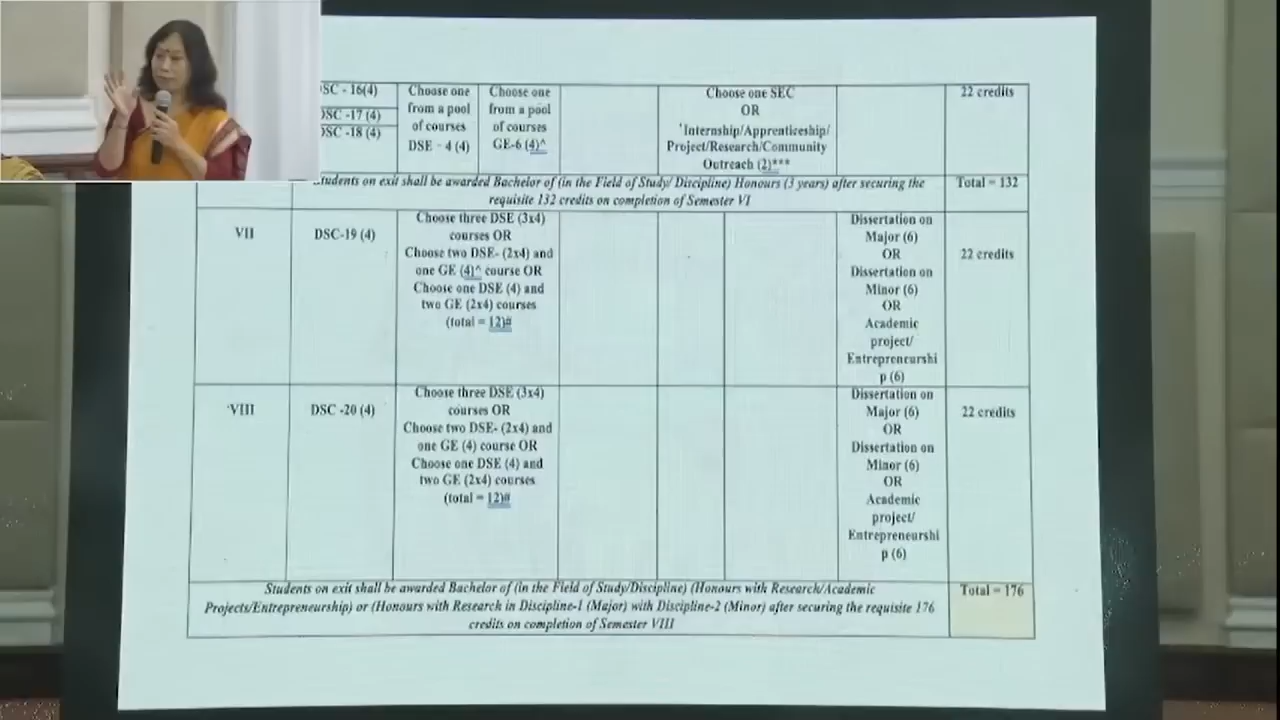 DSC - 16(4)
DSC -17 (4)
DSC -18 (4)
Choose one
from a pool
of courses
DSE - 4 (4)
Choose one
from a pool
of courses
GE-6 (4)^
Choose one SEC
OR
'Internship/Apprenticeship/
Project/Research/Community
Outreach (2)***
22 credits
Students on exit shall be awarded Bachelor of (in the Field of Study/ Discipline) Honours (3 years) after securing the
requisite 132 credits on completion of Semester VI
Total = 132
VII
DSC-19 (4)
Choose three DSE (3x4)
courses OR
Choose two DSE- (2x4) and
one GE (4)^ course OR
Choose one DSE (4) and
two GE (2x4) courses
(total = 12)#
Dissertation on
Major (6)
OR
Dissertation on
Minor (6)
OR
Academic
project/
Entrepreneurshi
p (6)
22 credits
VIII
DSC -20 (4)
Choose three DSE (3x4)
courses OR
Choose two DSE- (2x4) and
one GE (4) course OR
Choose one DSE (4) and
two GE (2x4) courses
(total = 12)#
Dissertation on
Major (6)
OR
Dissertation on
Minor (6)
OR
Academic
project/
Entrepreneurshi
p (6)
22 credits
Students on exit shall be awarded Bachelor of (in the Field of Study/Discipline) (Honours with Research/Academic
Projects/Entrepreneurship) or (Honours with Research in Discipline-1 (Major) with Discipline-2 (Minor) after securing the requisite 176
credits on completion of Semester VIII
Total = 176